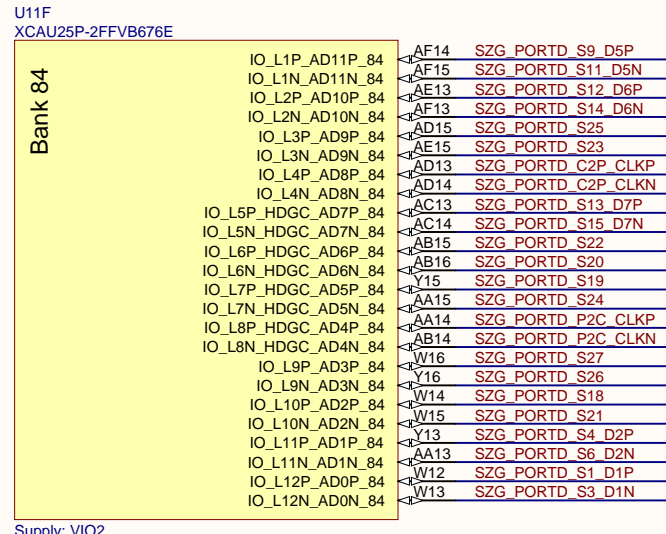 U11F
XCAU25P-2FFVB676E
Bank 84
IO_L1P_AD11P_84 AF14 SZG_PORTD_S9_D5P
IO_L1N_AD11N_84 AF15 SZG_PORTD_S11_D5N
IO_L2P_AD10P_84 AE13 SZG_PORTD_S12_D6P
IO_L2N_AD10N_84 AF13 SZG_PORTD_S14_D6N
IO_L3P_AD9P_84 AD15 SZG_PORTD_S25
IO_L3N_AD9N_84 AE15 SZG_PORTD_S23
IO_L4P_AD8P_84 AD13 SZG_PORTD_C2P_CLKP
IO_L4N_AD8N_84 AD14 SZG_PORTD_C2P_CLKN
IO_L5P_HDGC_AD7P_84 AC13 SZG_PORTD_S13_D7P
IO_L5N_HDGC_AD7N_84 AC14 SZG_PORTD_S15_D7N
IO_L6P_HDGC_AD6P_84 AB15 SZG_PORTD_S22
IO_L6N_HDGC_AD6N_84 AB16 SZG_PORTD_S20
IO_L7P_HDGC_AD5P_84 Y15 SZG_PORTD_S19
IO_L7N_HDGC_AD5N_84 AA15 SZG_PORTD_S24
IO_L8P_HDGC_AD4P_84 AA14 SZG_PORTD_P2C_CLKP
IO_L8N_HDGC_AD4N_84 AB14 SZG_PORTD_P2C_CLKN
IO_L9P_AD3P_84 W16 SZG_PORTD_S27
IO_L9N_AD3N_84 Y16 SZG_PORTD_S26
IO_L10P_AD2P_84 W14 SZG_PORTD_S18
IO_L10N_AD2N_84 W15 SZG_PORTD_S21
IO_L11P_AD1P_84 Y13 SZG_PORTD_S4_D2P
IO_L11N_AD1N_84 AA13 SZG_PORTD_S6_D2N
IO_L12P_AD0P_84 W12 SZG_PORTD_S1_D1P
IO_L12N_AD0N_84 W13 SZG_PORTD_S3_D1N
Supply: VIO2